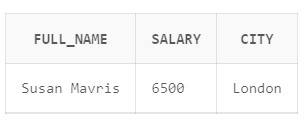 FULL_NAME SALARY CITY
Susan Mavris 6500 London